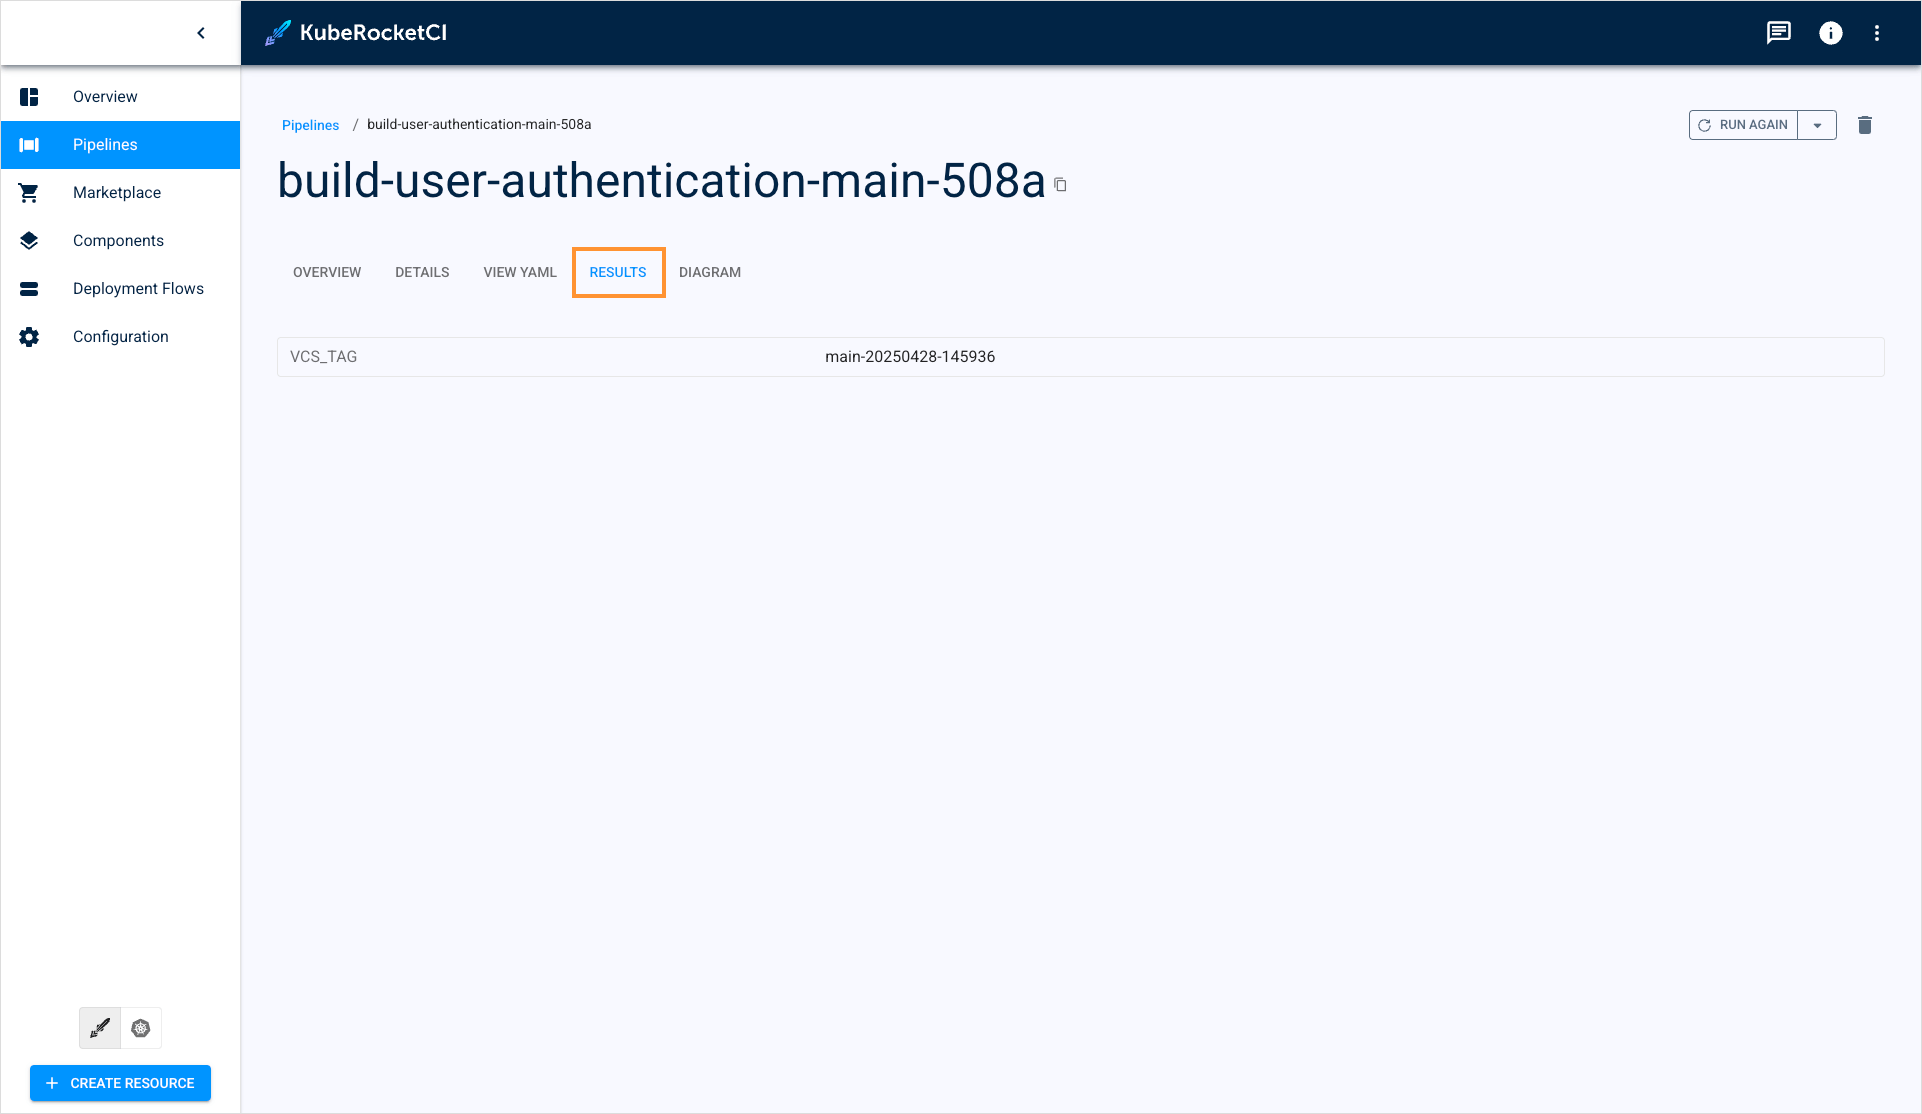 KubeRocketCI
Overview
Pipelines
Marketplace
Components
Deployment Flows
Configuration
CREATE RESOURCE
Pipelines / build-user-authentication-main-508a
RUN AGAIN
build-user-authentication-main-508a
OVERVIEW DETAILS VIEW YAML RESULTS DIAGRAM
VCS_TAG main-20250428-145936